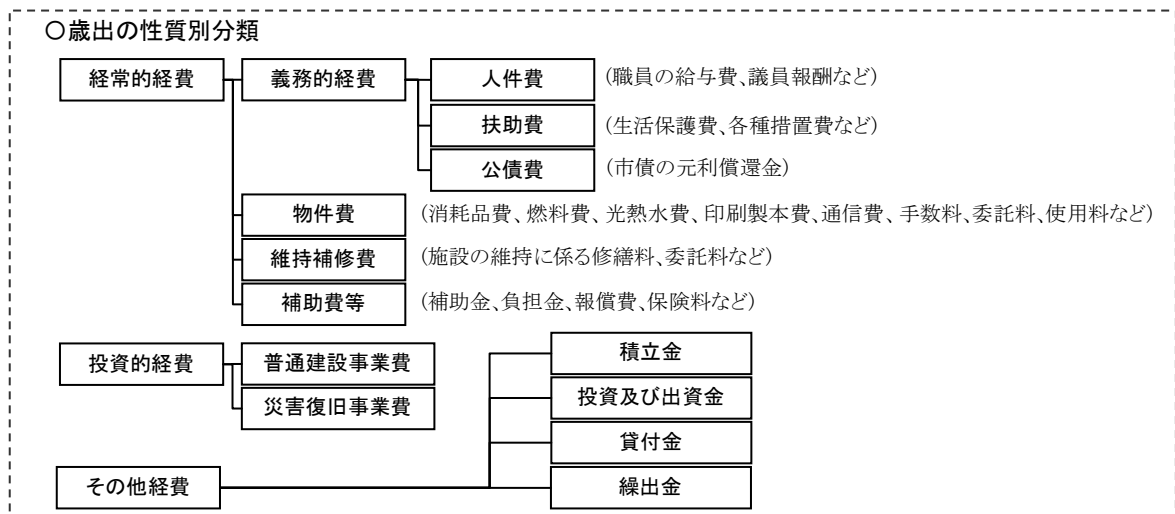 〇歳出の性質別分類
経常的経費 義務的経費 人件費 (職員の給与費、議員報酬など)
扶助費 (生活保護費、各種措置費など)
公債費 (市債の元利償還金)
物件費 (消耗品費、燃料費、光熱水費、印刷製本費、通信費、手数料、委託料、使用料など)
維持補修費 (施設の維持に係る修繕料、委託料など)
補助費等 (補助金、負担金、報償費、保険料など)
投資的経費 普通建設事業費
災害復旧事業費
積立金
投資及び出資金
貸付金
その他経費 繰出金